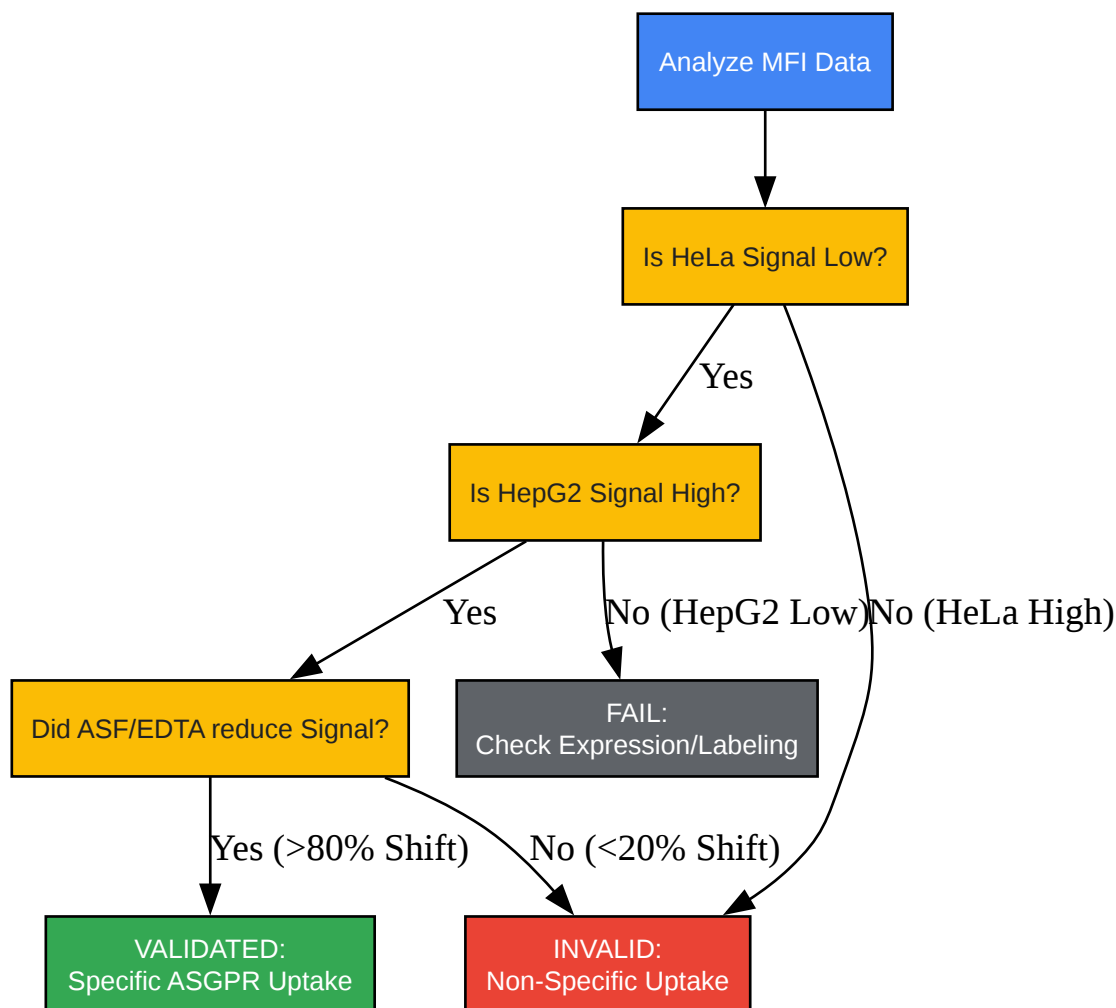 Analyze MFI Data
Is HeLa Signal Low?
Yes
Is HepG2 Signal High?
Yes
No (HepG2 Low)
No (HeLa High)
Did ASF/EDTA reduce Signal?
FAIL:
Check Expression/Labeling
Yes (>80% Shift)
No (<20% Shift)
VALIDATED:
Specific ASGPR Uptake
INVALID:
Non-Specific Uptake